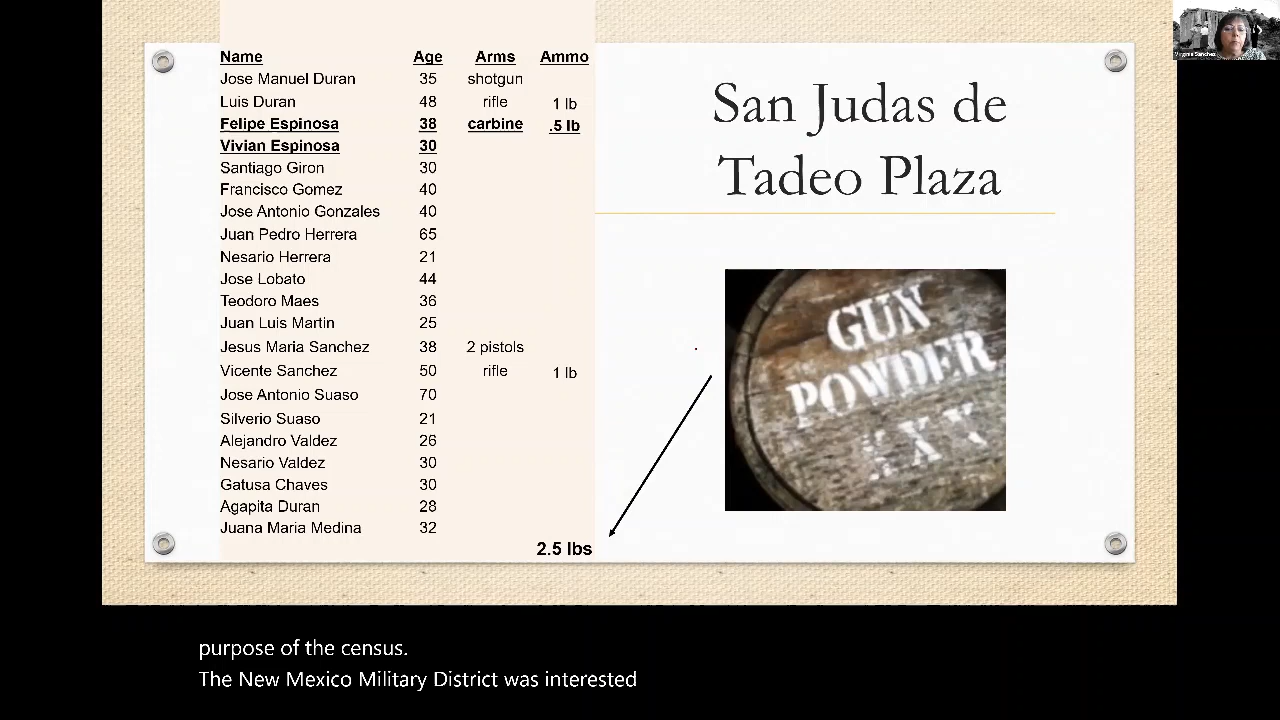 Name Age Arms Ammo
Jose Manuel Duran 35 shotgun
Luis Duran 48 rifle 1 lb
Felipe Espinosa 38 carbine .5 lb
Vivian Espinosa 30
Santiago Giron 30
Francisco Gomez 40
Jose Antonio Gonzales 40
Juan Pedro Herrera 65
Nesario Herrera 21
Jose Lobato 44
Teodoro Maes 36
Juan Luis Martin 25
Jesus Maria Sanchez 38 2 pistols
Vicente Sanchez 50 rifle 1 lb
Jose Antonio Suaso 70
Silverio Suaso 21
Alejandro Valdez 26
Nesario Valdez 30
Gatusa Chaves 30
Agapita Duran 28
Juana Maria Medina 32
2.5 lbs
San Judas de
Tadeo Plaza
GUN
POWDER
XXX
Virginia Sanchez
purpose of the census.
The New Mexico Military District was interested